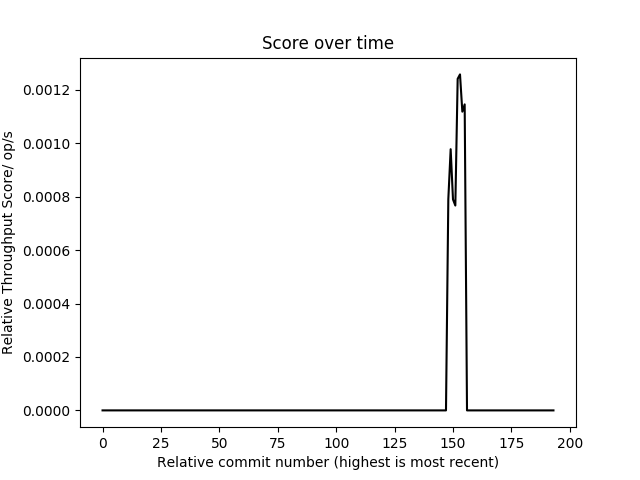 Score over time
Relative Throughput Score/ op/s
0.0012
0.0010
0.0008
0.0006
0.0004
0.0002
0.0000
0 25 50 75 100 125 150 175 200
Relative commit number (highest is most recent)